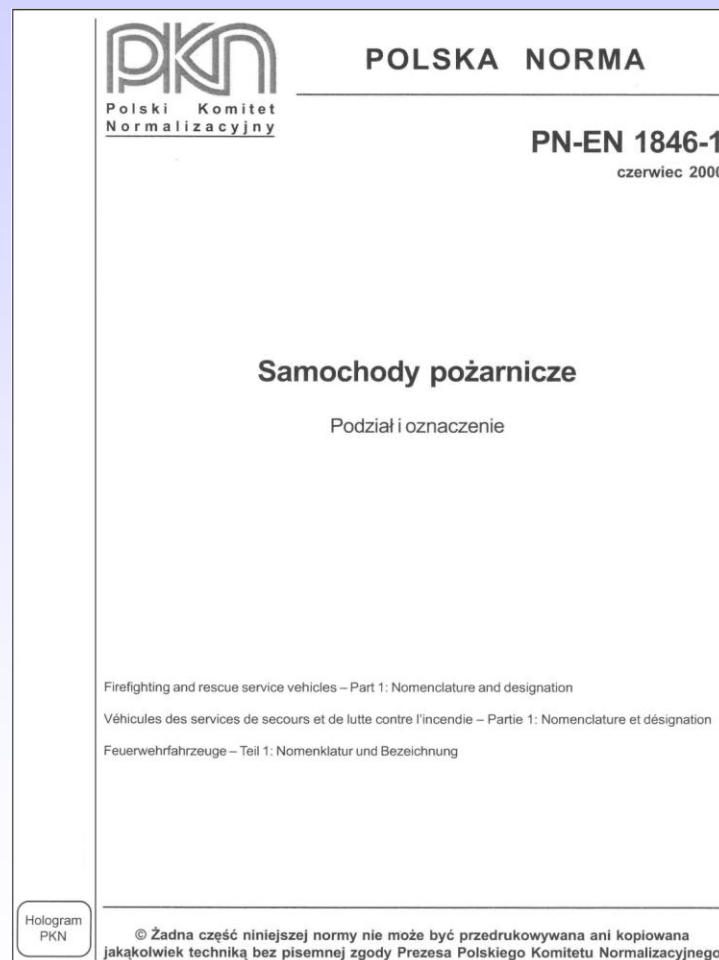 PKN
POLSKA NORMA
Polski Komitet
Normalizacyjny
PN-EN 1846-1
czerwiec 2000
Samochody pożarnicze
Podział i oznaczenie
Firefighting and rescue service vehicles – Part 1: Nomenclature and designation
Véhicules des services de secours et de lutte contre l'incendie – Partie 1: Nomenclature et désignation
Feuerwehrfahrzeuge – Teil 1: Nomenklatur und Bezeichnung
Hologram
PKN
© Żadna część niniejszej normy nie może być przedrukowywana ani kopiowana
jakąkolwiek techniką bez pisemnej zgody Prezesa Polskiego Komitetu Normalizacyjnego